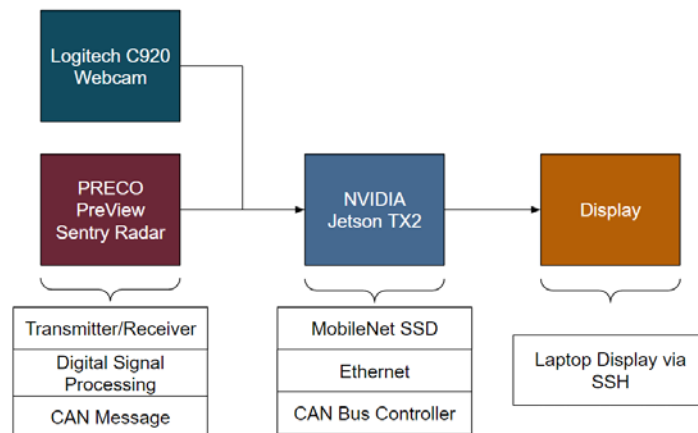 Logitech C920
Webcam
PRECO
PreView
Sentry Radar
NVIDIA
Jetson TX2
Display
Transmitter/Receiver
Digital Signal
Processing
CAN Message
MobileNet SSD
Ethernet
CAN Bus Controller
Laptop Display via
SSH